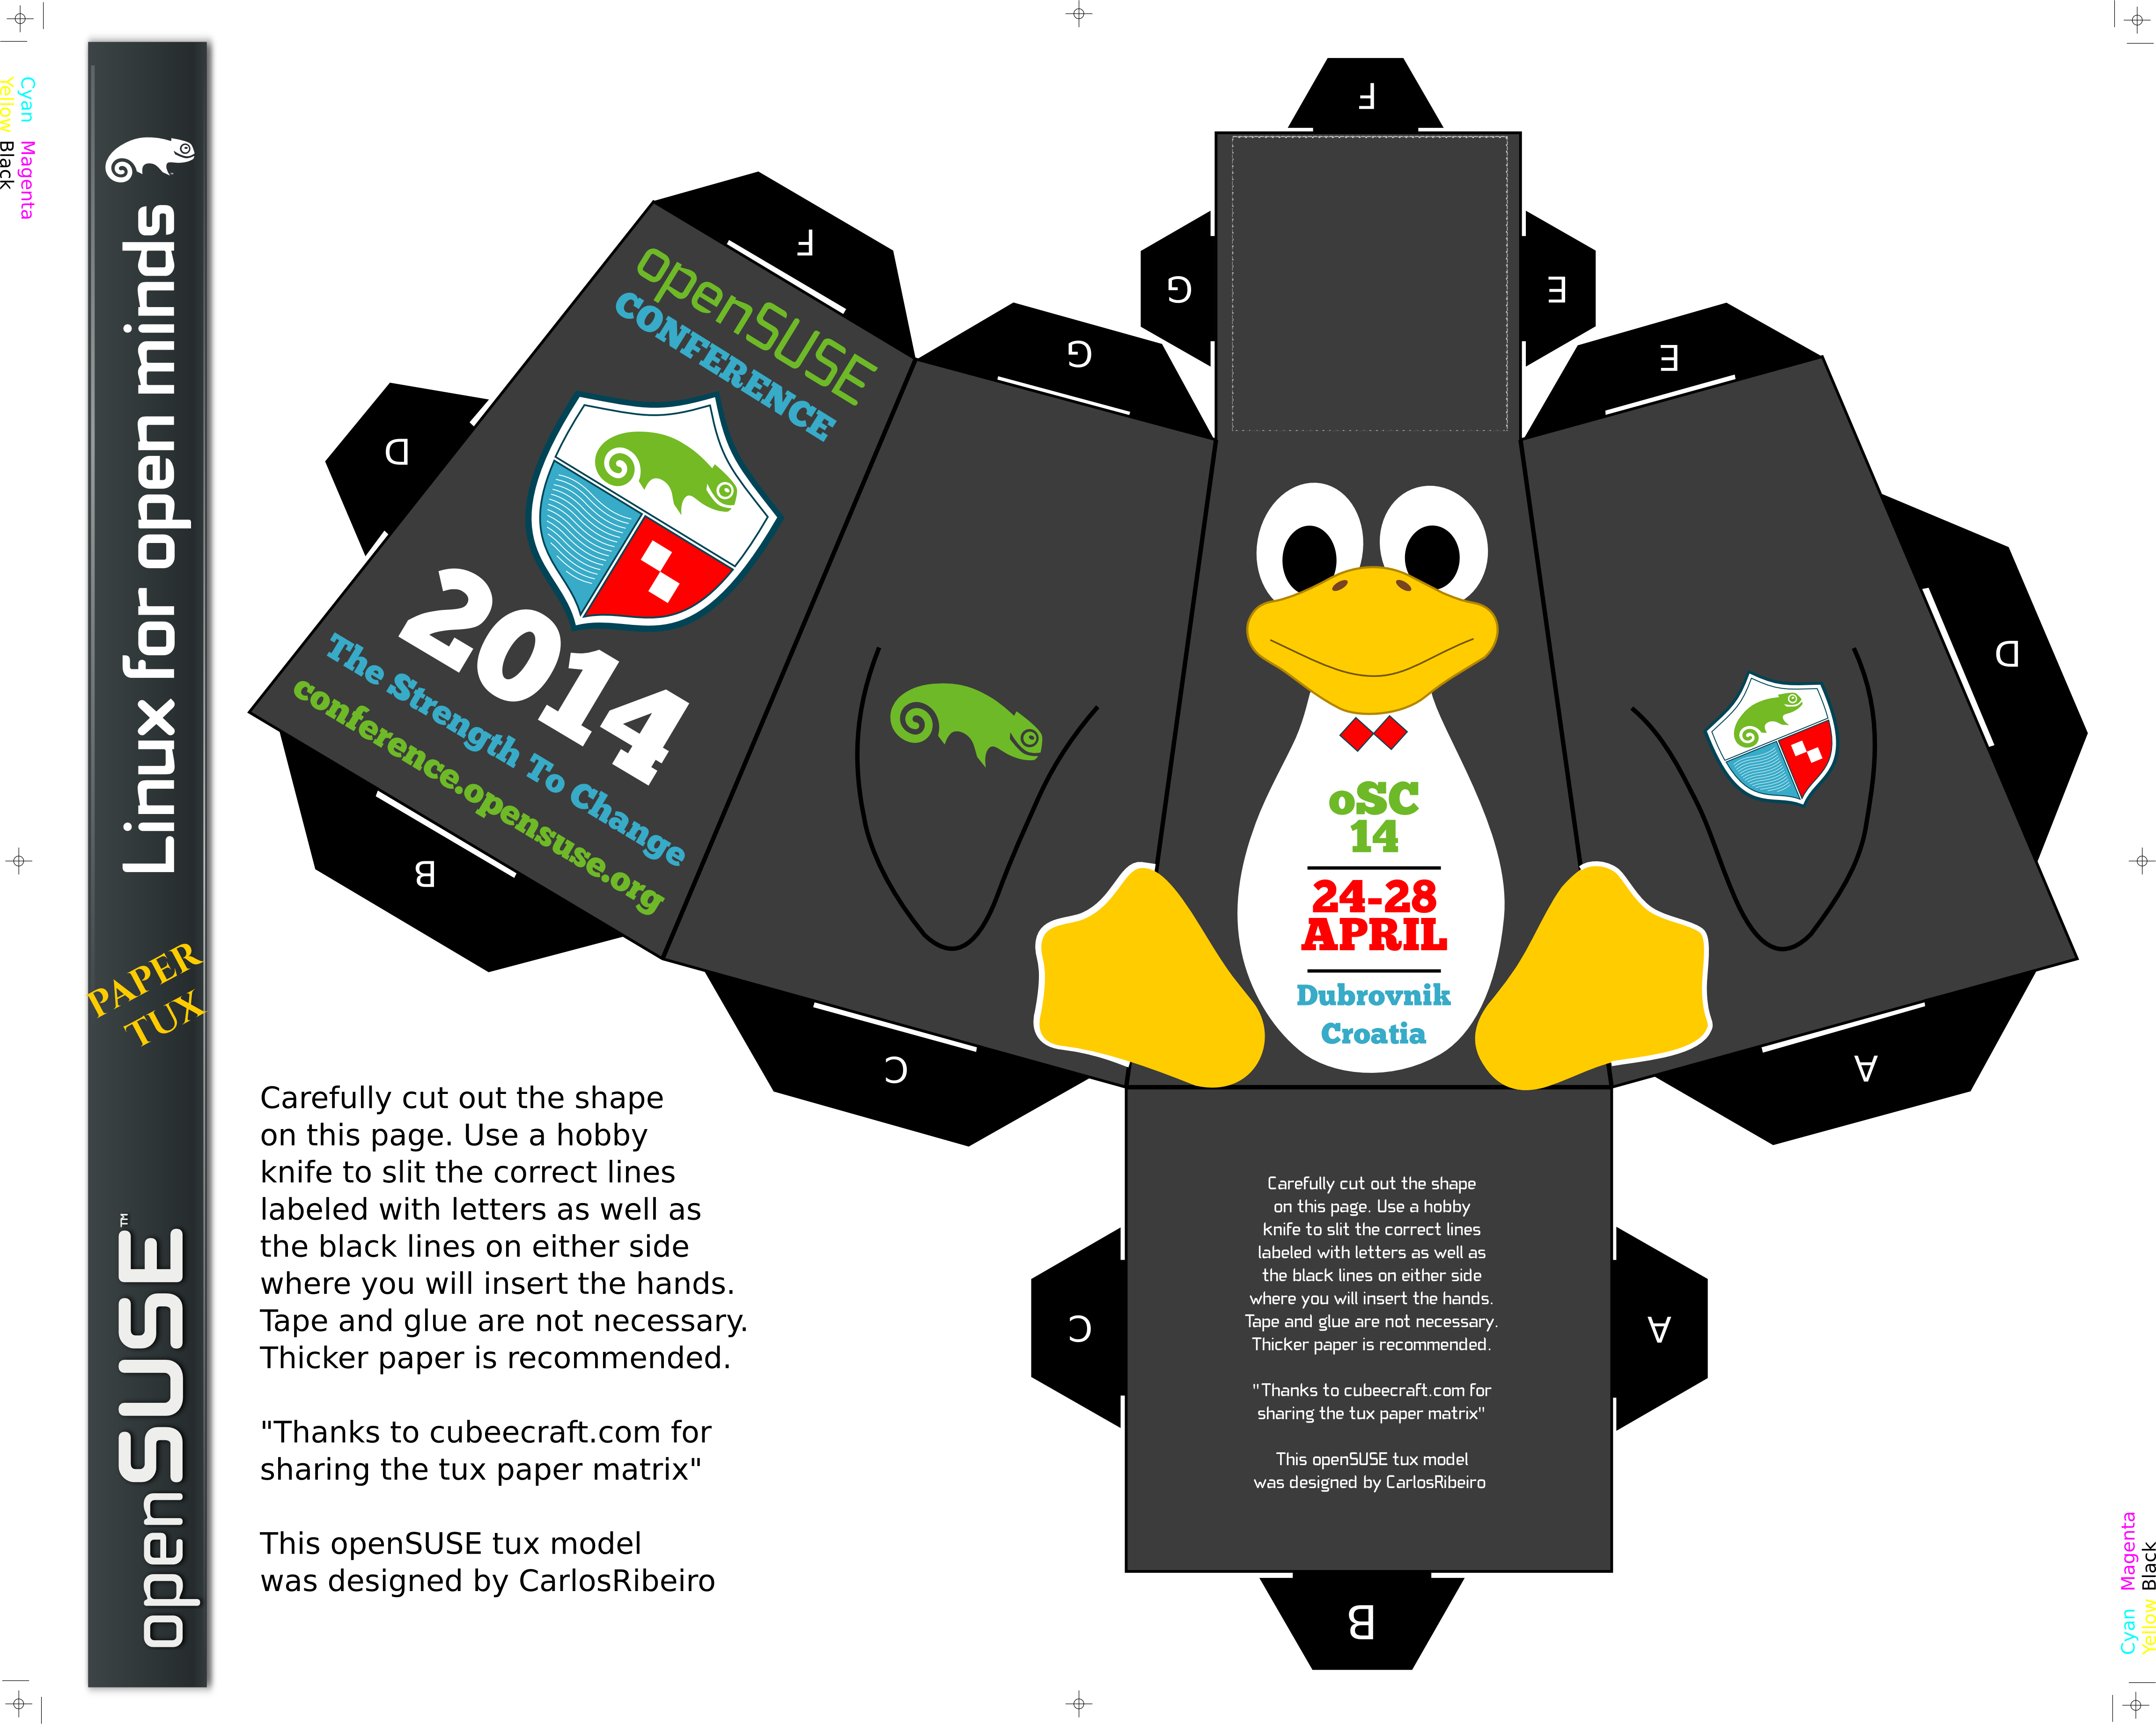 Cyan Magenta
Yellow Black
Linux for open minds
PAPER
TUX
openSUSE™
F
D
B
openSUSE
CONFERENCE
2014
The Strength To Change
conference.opensuse.org
G
C
F
G
E
E
D
A
oSC
14
24-28
APRIL
Dubrovnik
Croatia
Carefully cut out the shape
on this page. Use a hobby
knife to slit the correct lines
labeled with letters as well as
the black lines on either side
where you will insert the hands.
Tape and glue are not necessary.
Thicker paper is recommended.
"Thanks to cubeecraft.com for
sharing the tux paper matrix"
This openSUSE tux model
was designed by CarlosRibeiro
C
A
B
Carefully cut out the shape
on this page. Use a hobby
knife to slit the correct lines
labeled with letters as well as
the black lines on either side
where you will insert the hands.
Tape and glue are not necessary.
Thicker paper is recommended.
"Thanks to cubeecraft.com for
sharing the tux paper matrix"
This openSUSE tux model
was designed by CarlosRibeiro
Cyan Magenta
Yellow Black